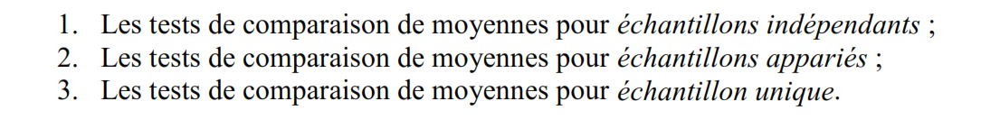 1. Les tests de comparaison de moyennes pour échantillons indépendants ;
2. Les tests de comparaison de moyennes pour échantillons appariés ;
3. Les tests de comparaison de moyennes pour échantillon unique.